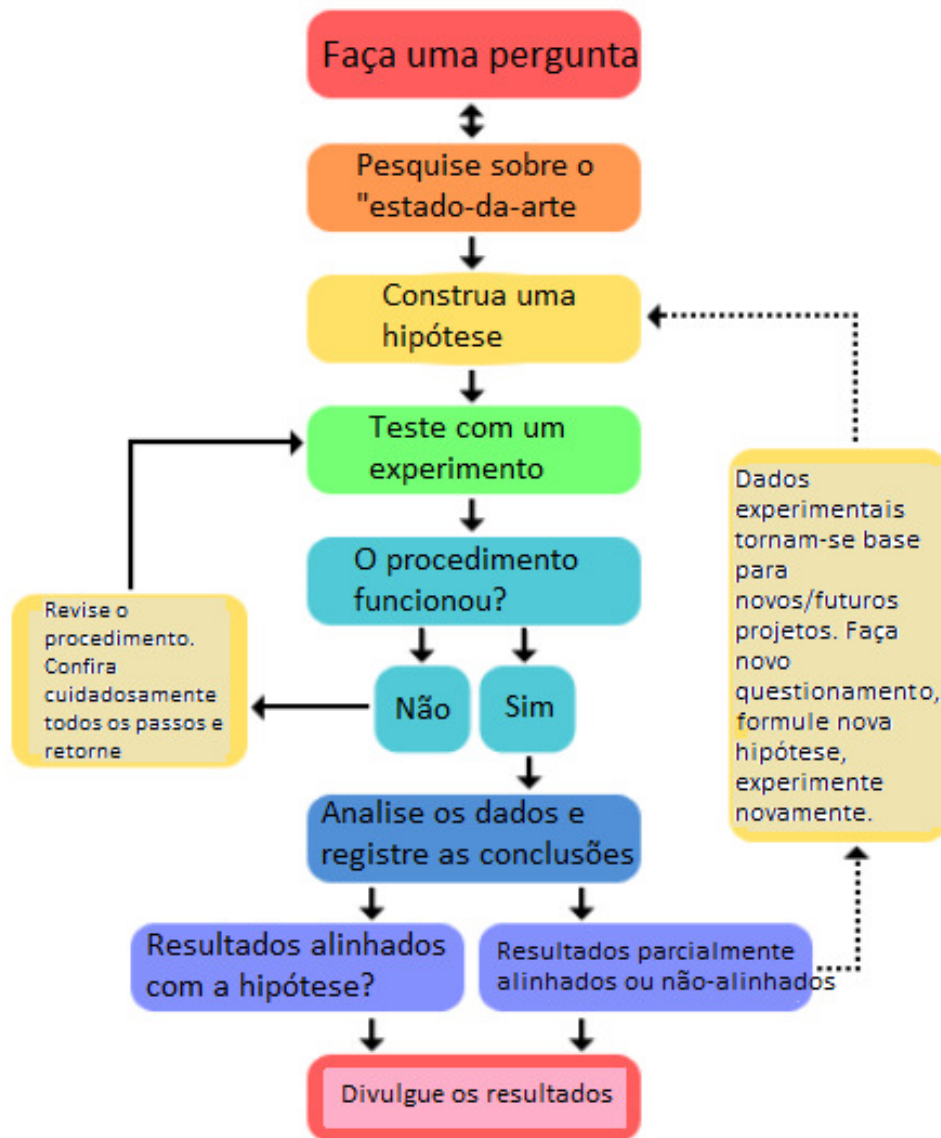 Faça uma pergunta
Pesquise sobre o
"estado-da-arte
Construa uma
hipótese
Teste com um
experimento
O procedimento
funcionou?
Não
Sim
Revise o
procedimento.
Confira
cuidadosamente
todos os passos e
retorne
Dados
experimentais
tornam-se base
para
novos/futuros
projetos. Faça
novo
questionamento,
formule nova
hipótese,
experimente
novamente.
Analise os dados e
registre as conclusões
Resultados alinhados
com a hipótese?
Resultados parcialmente
alinhados ou não-alinhados
Divulgue os resultados